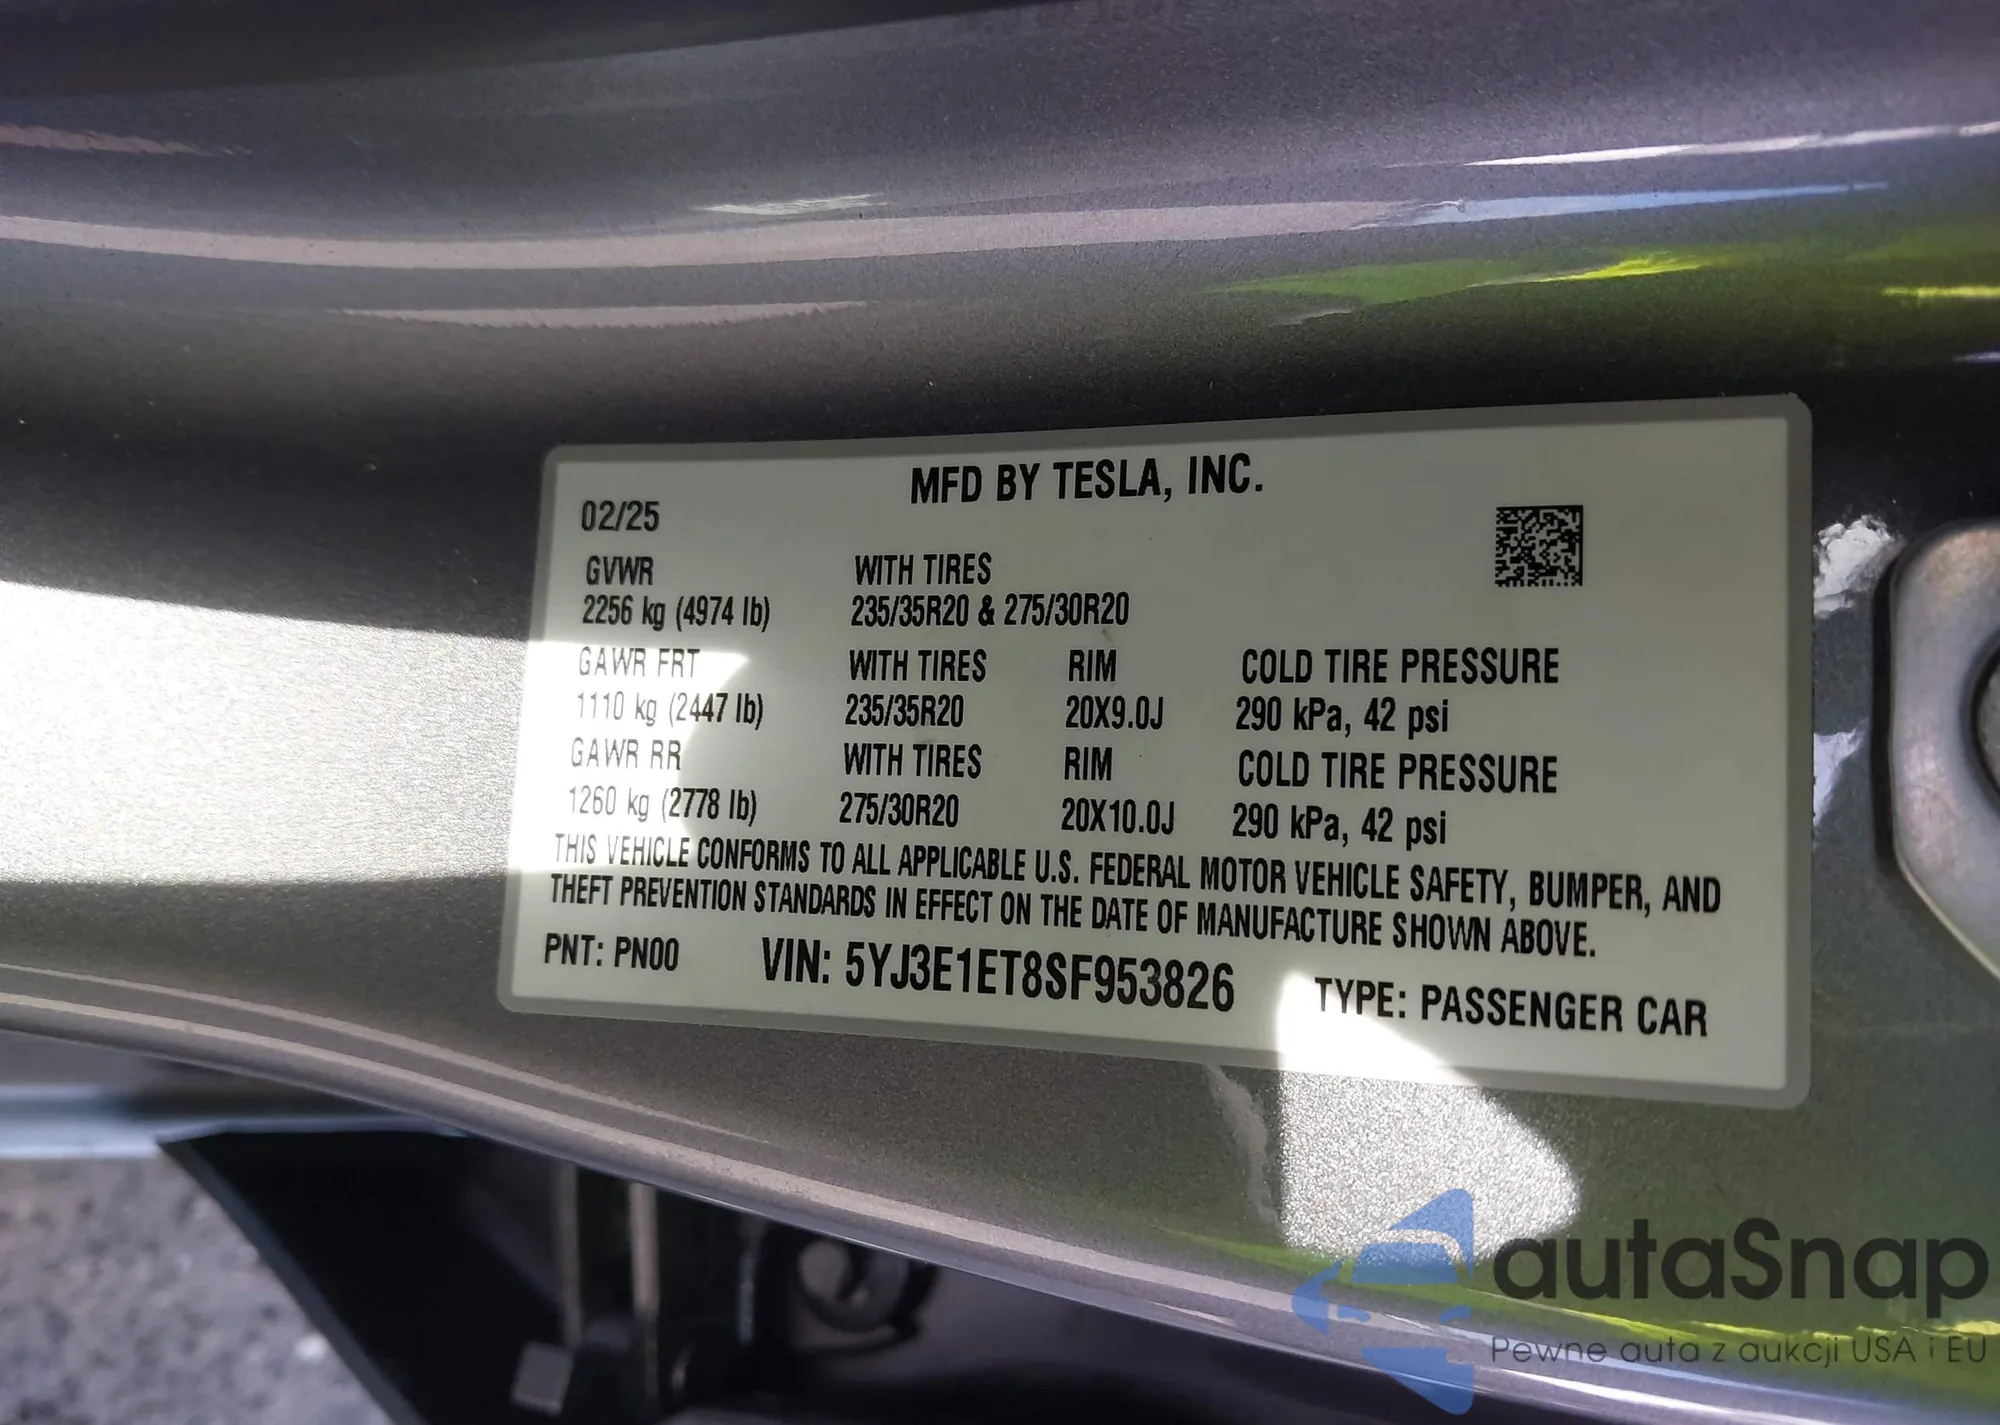 MFD BY TESLA, INC.
02/25
GVWR WITH TIRES
2256 kg (4974 lb) 235/35R20 & 275/30R20
GAWR FRT WITH TIRES RIM COLD TIRE PRESSURE
1110 kg (2447 lb) 235/35R20 20X9.0J 290 kPa, 42 psi
GAWR RR WITH TIRES RIM COLD TIRE PRESSURE
1260 kg (2778 lb) 275/30R20 20X10.0J 290 kPa, 42 psi
THIS VEHICLE CONFORMS TO ALL APPLICABLE U.S. FEDERAL MOTOR VEHICLE SAFETY, BUMPER, AND
THEFT PREVENTION STANDARDS IN EFFECT ON THE DATE OF MANUFACTURE SHOWN ABOVE.
PNT: PN00 VIN: 5YJ3E1ET8SF953826 TYPE: PASSENGER CAR
autaSnap
Pewne auta z aukcji USA i EU